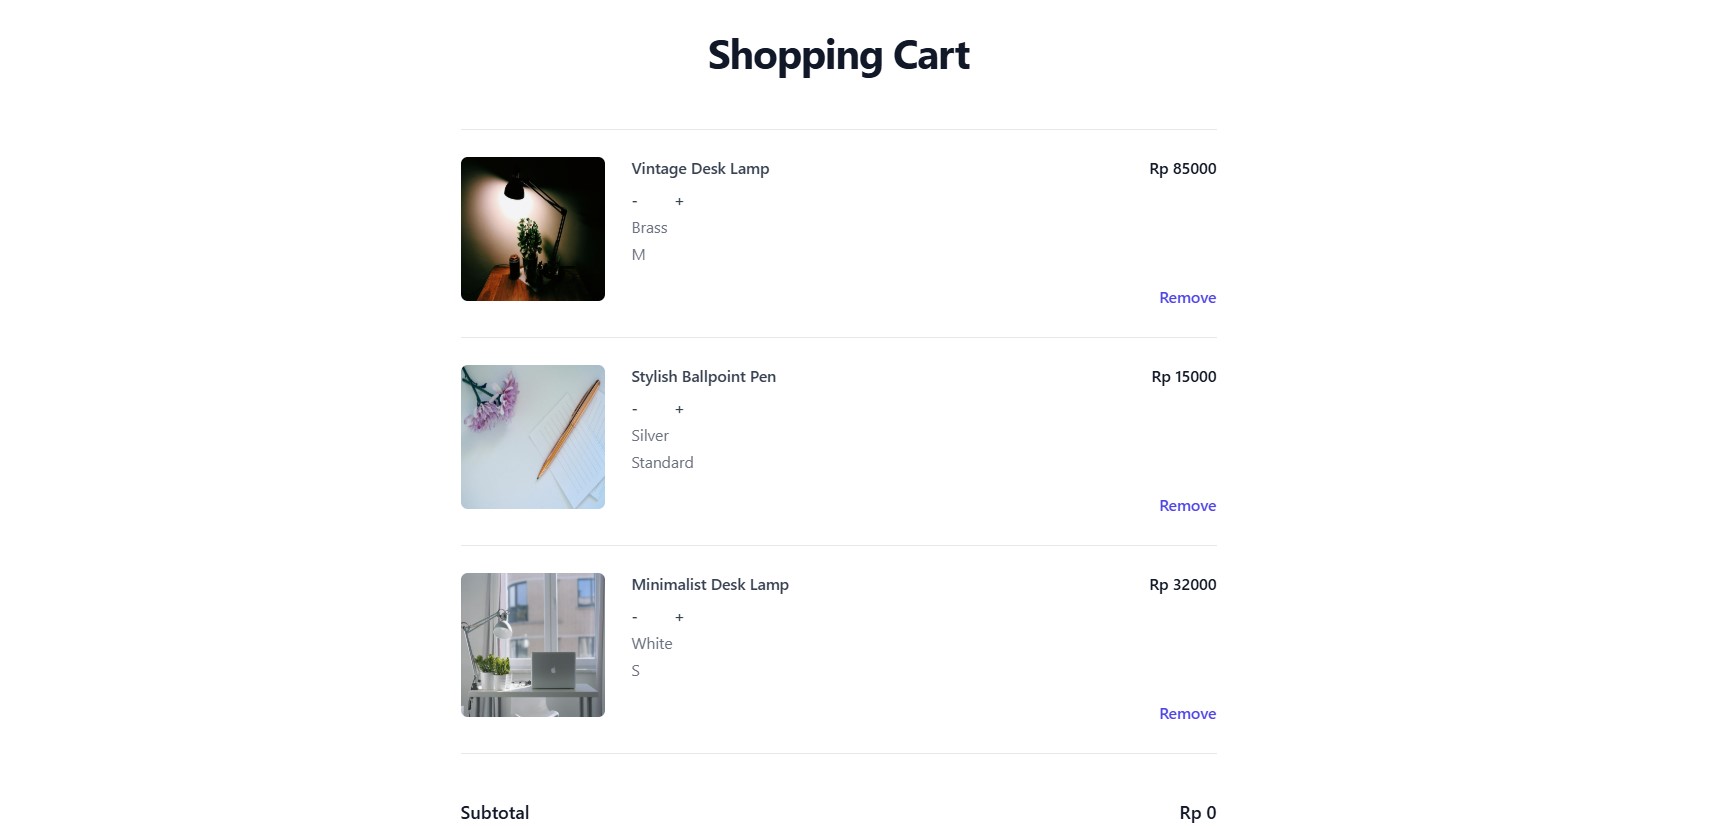 Shopping Cart
Vintage Desk Lamp
Rp 85000
- +
Brass
M
Remove
Stylish Ballpoint Pen
Rp 15000
- +
Silver
Standard
Remove
Minimalist Desk Lamp
Rp 32000
- +
White
S
Remove
Subtotal
Rp 0